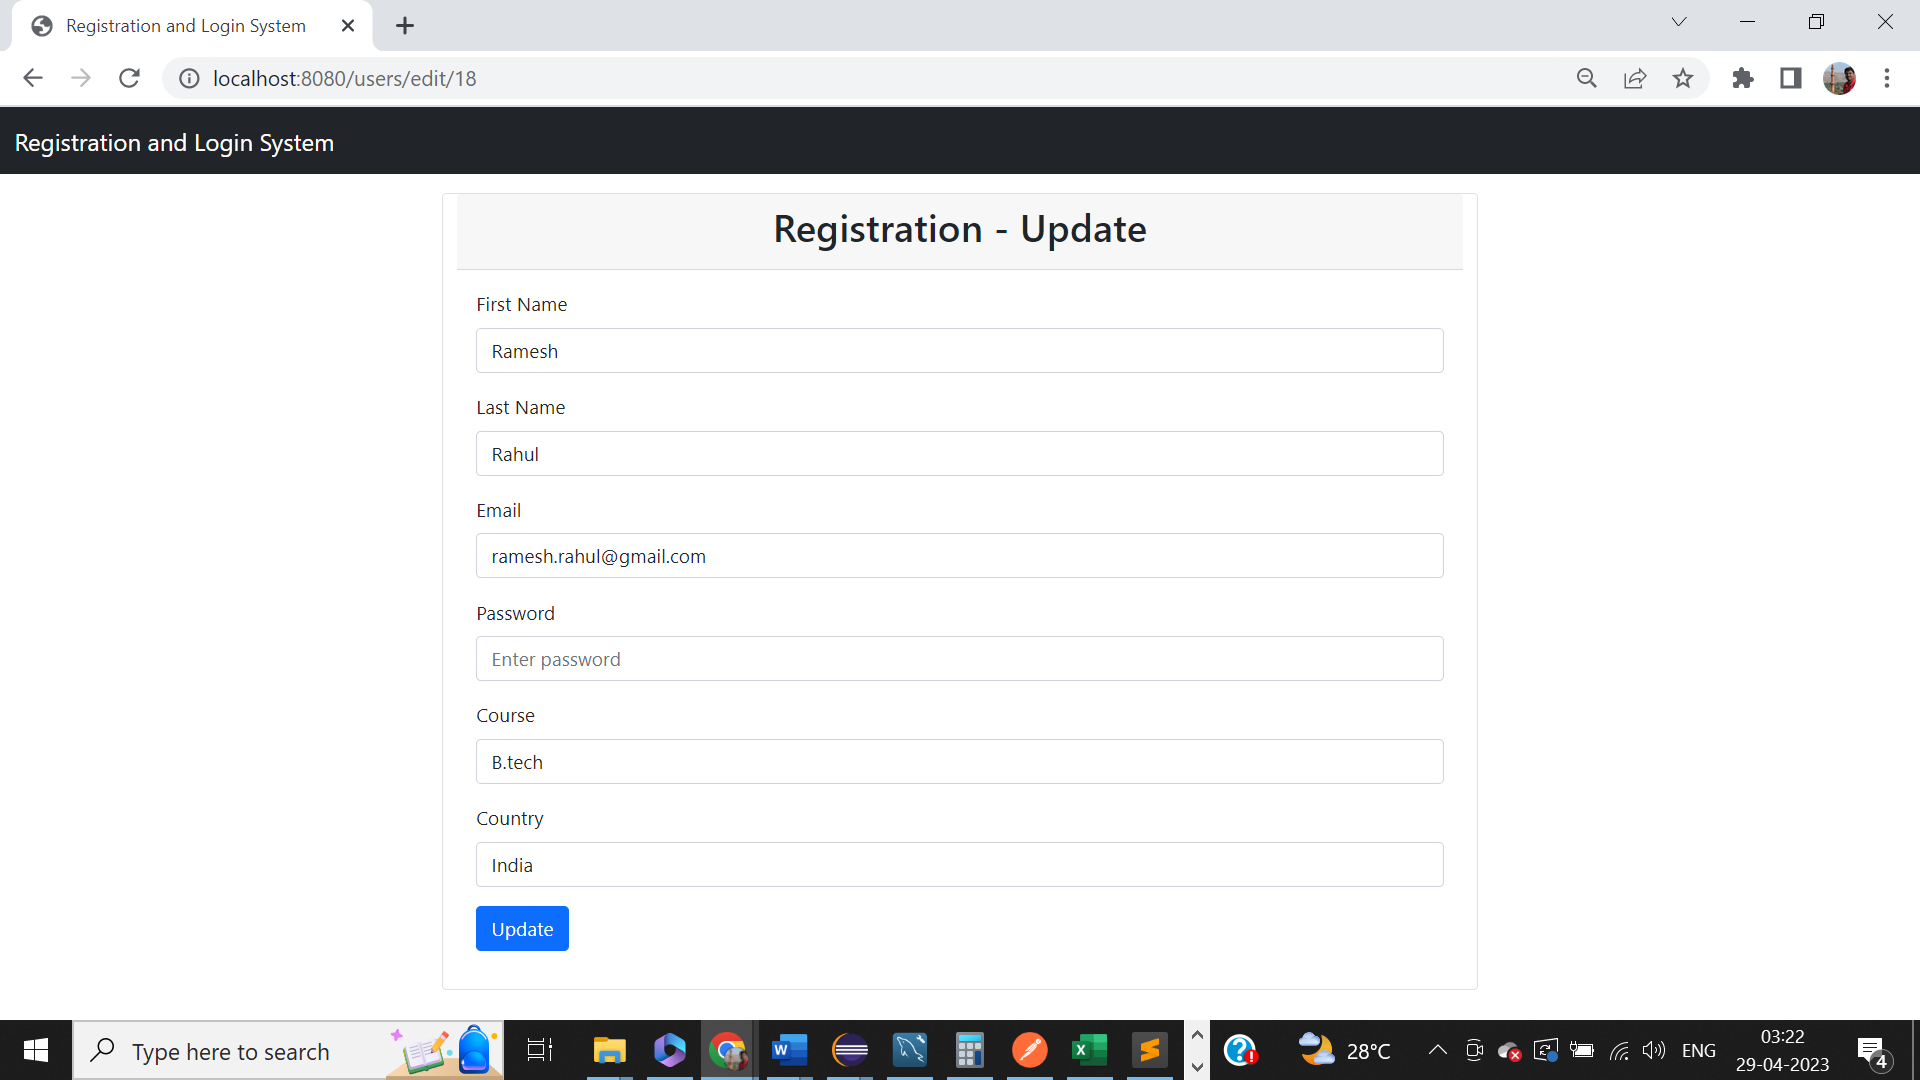 Registration and Login System
localhost:8080/users/edit/18
Registration and Login System
Registration - Update
First Name
Ramesh
Last Name
Rahul
Email
ramesh.rahul@gmail.com
Password
Enter password
Course
B.tech
Country
India
Update
Type here to search
28°C
ENG
03:22
29-04-2023
4